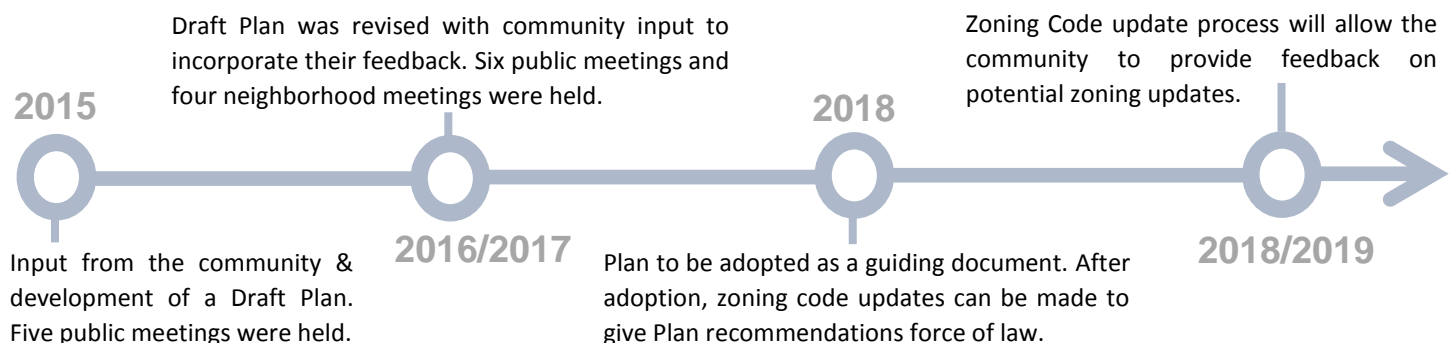 2015
Input from the community &
development of a Draft Plan.
Five public meetings were held.
Draft Plan was revised with community input to
incorporate their feedback. Six public meetings and
four neighborhood meetings were held.
2016/2017
2018
Plan to be adopted as a guiding document. After
adoption, zoning code updates can be made to
give Plan recommendations force of law.
Zoning Code update process will allow the
community to provide feedback on
potential zoning updates.
2018/2019